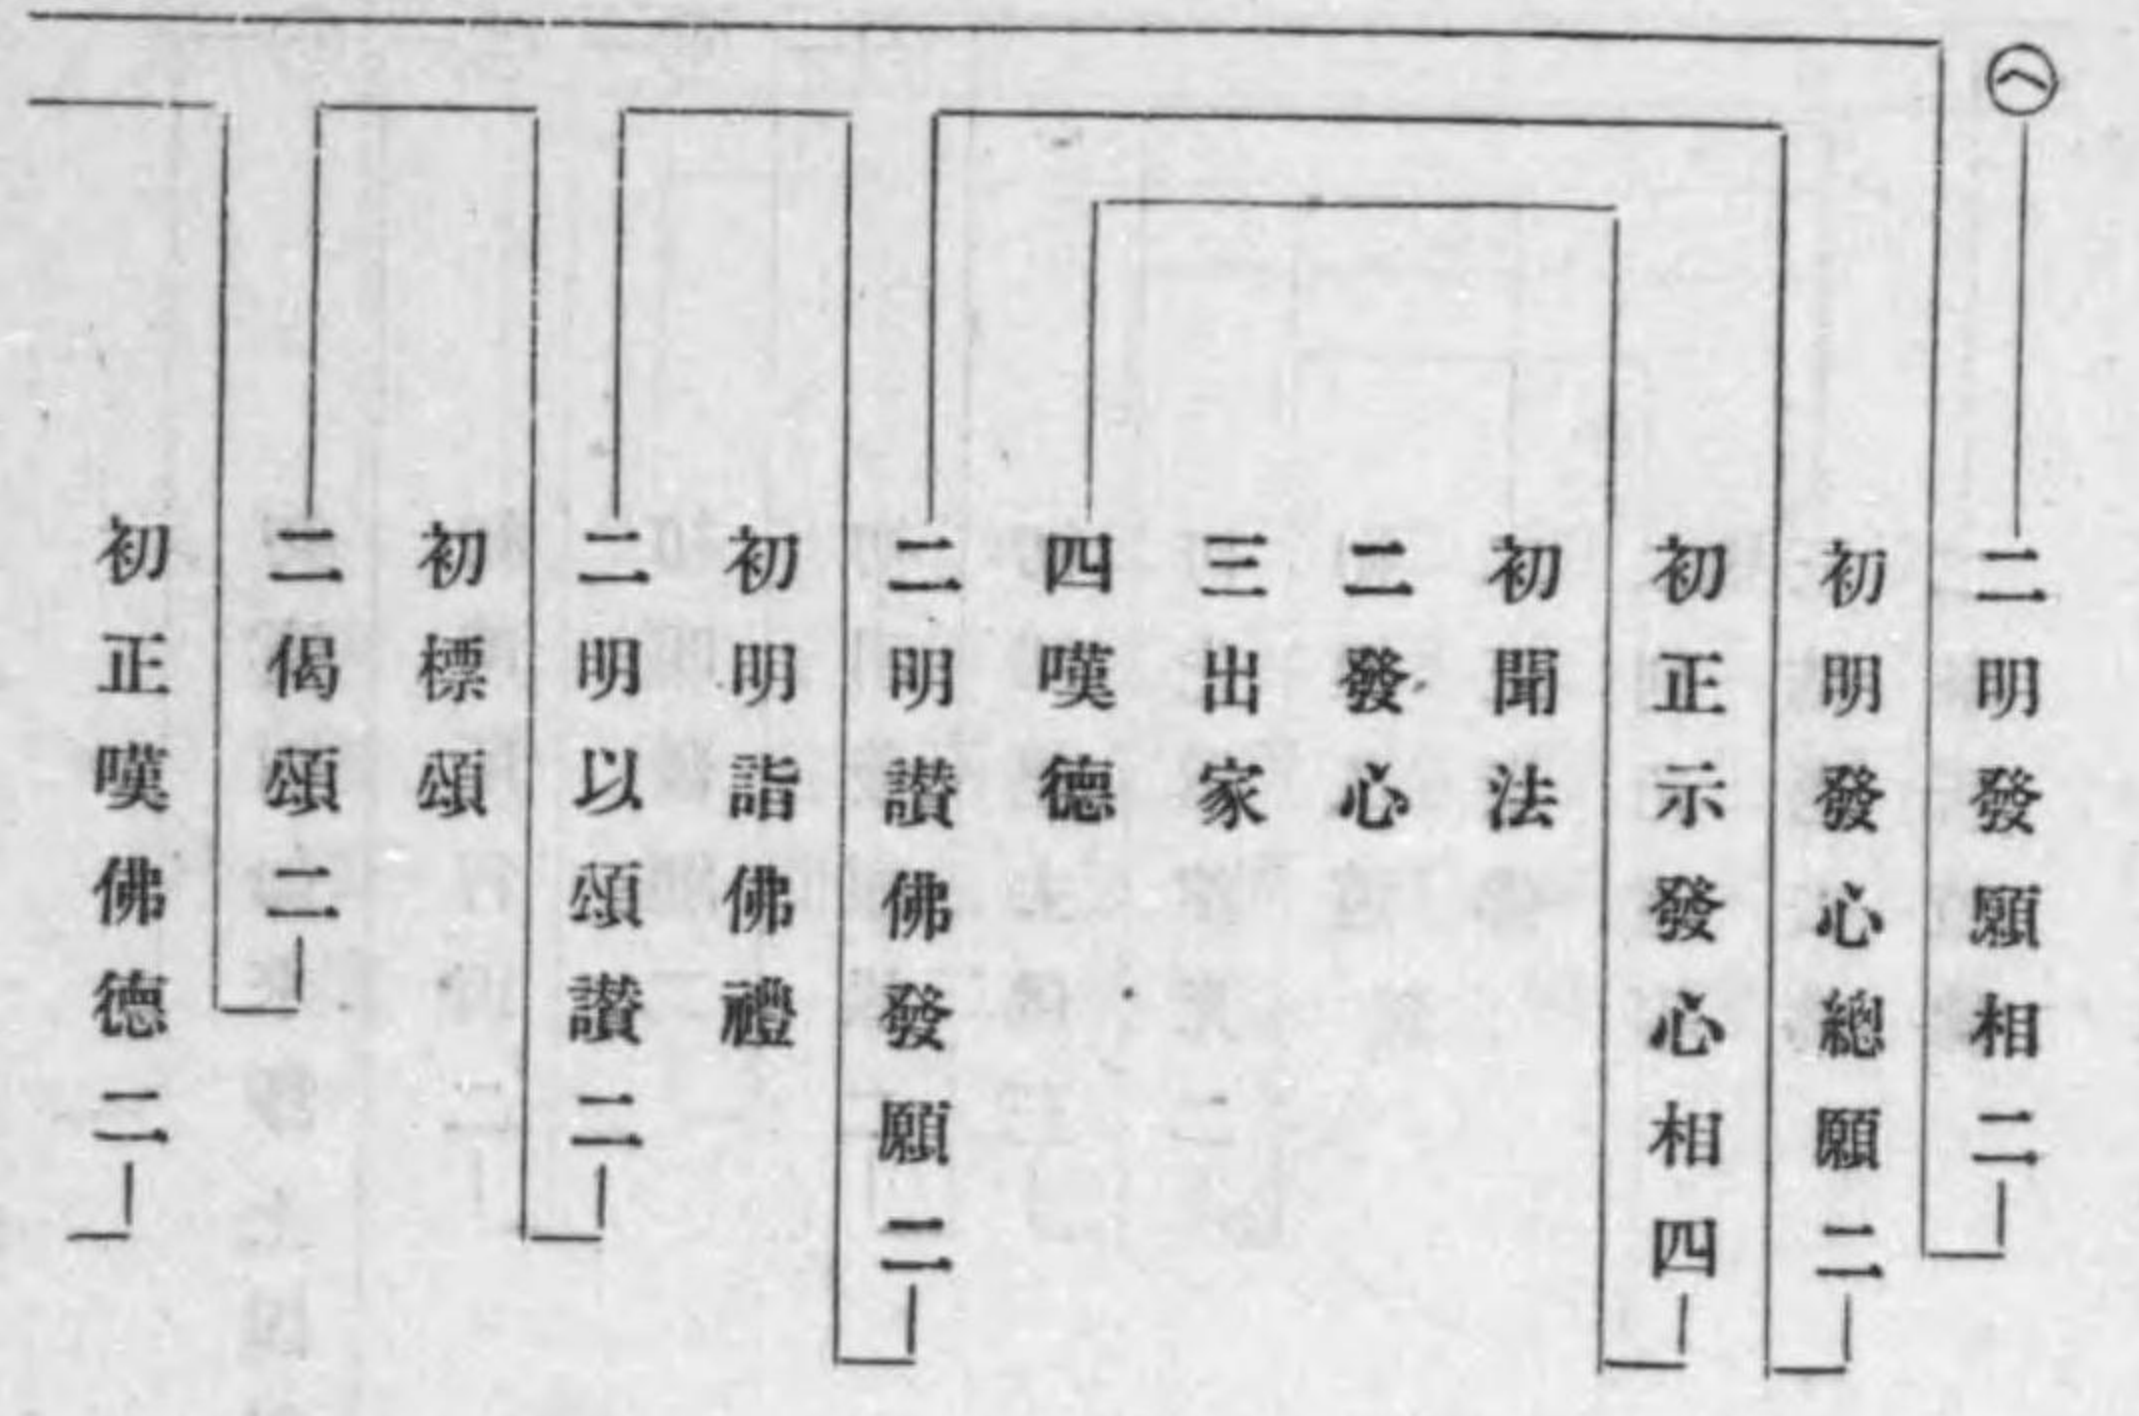 ㋬
二明發願相二
初明發心總願二
初正示發心相四
初聞法
二發心
三出家
四嘆德
二明讃佛發願二
初明詣佛禮
二明以頌讃二
初標頌
二偈頌二
初正嘆佛德二